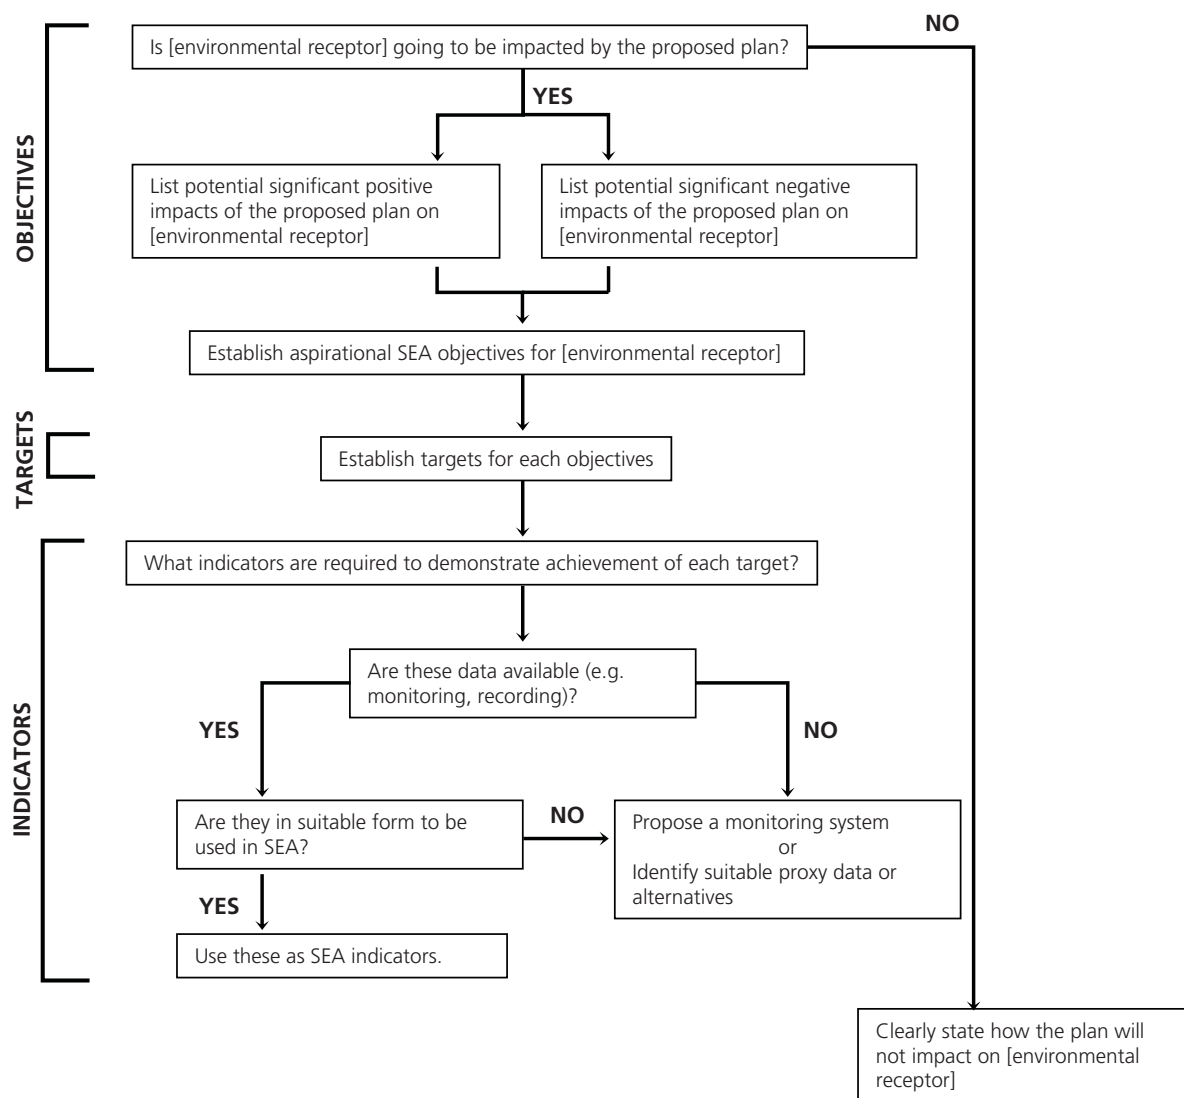 Is [environmental receptor] going to be impacted by the proposed plan?
NO
YES
OBJECTIVES
List potential significant positive
impacts of the proposed plan on
[environmental receptor]
List potential significant negative
impacts of the proposed plan on
[environmental receptor]
Establish aspirational SEA objectives for [environmental receptor]
TARGETS
Establish targets for each objectives
INDICATORS
What indicators are required to demonstrate achievement of each target?
Are these data available (e.g.
monitoring, recording)?
YES
NO
Are they in suitable form to be
used in SEA?
NO
Propose a monitoring system
or
Identify suitable proxy data or
alternatives
YES
Use these as SEA indicators.
Clearly state how the plan will
not impact on [environmental
receptor]